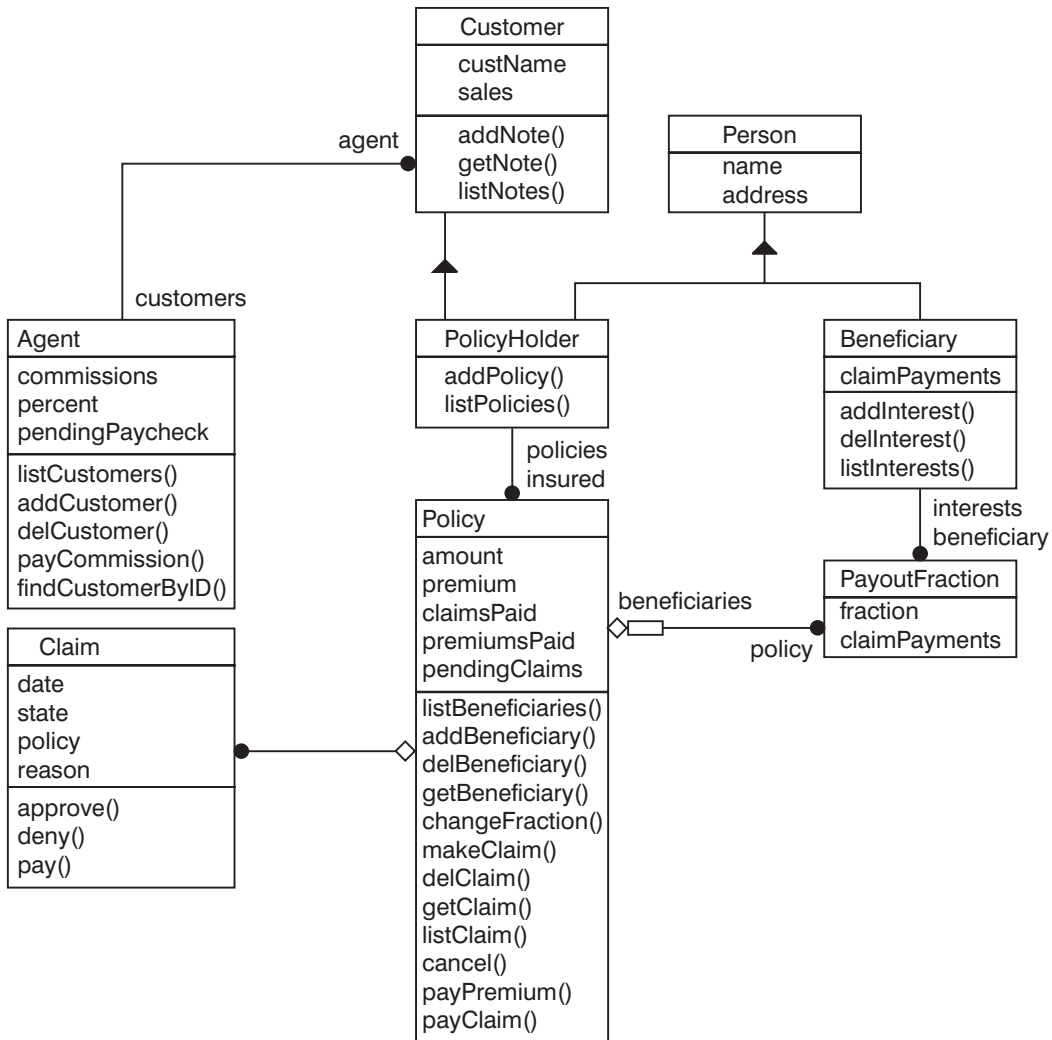 Customer
custName
sales
addNote()
getNote()
listNotes()
agent
customers
Person
name
address
Agent
commissions
percent
pendingPaycheck
listCustomers()
addCustomer()
delCustomer()
payCommission()
findCustomerByID()
PolicyHolder
addPolicy()
listPolicies()
policies
insured
Beneficiary
claimPayments
addInterest()
delInterest()
listInterests()
interests
beneficiary
Claim
date
state
policy
reason
approve()
deny()
pay()
Policy
amount
premium
claimsPaid
premiumsPaid
pendingClaims
listBeneficiaries()
addBeneficiary()
delBeneficiary()
getBeneficiary()
changeFraction()
makeClaim()
delClaim()
getClaim()
listClaim()
cancel()
payPremium()
payClaim()
beneficiaries
policy
PayoutFraction
fraction
claimPayments